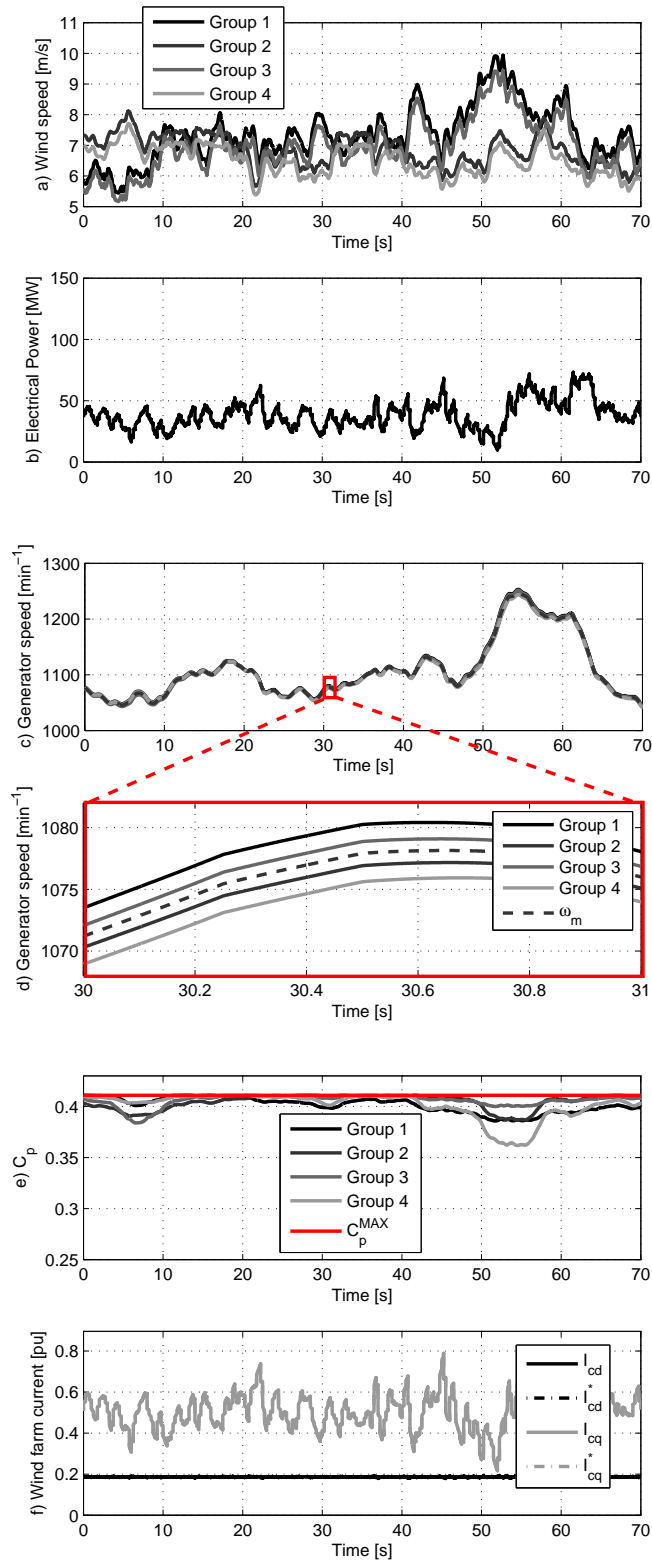 a) Wind speed [m/s]
11
10
9
8
7
6
5
Group 1
Group 2
Group 3
Group 4
0 10 20 30 40 50 60 70
Time [s]
b) Electrical Power [MW]
150
100
50
0
0 10 20 30 40 50 60 70
Time [s]
c) Generator speed [min⁻¹]
1300
1200
1100
1000
0 10 20 30 40 50 60 70
Time [s]
d) Generator speed [min⁻¹]
1080
1075
1070
Group 1
Group 2
Group 3
Group 4
ω_m
30 30.2 30.4 30.6 30.8 31
Time [s]
e) C_p
0.4
0.35
0.3
0.25
Group 1
Group 2
Group 3
Group 4
C_p^MAX
0 10 20 30 40 50 60 70
Time [s]
f) Wind farm current [pu]
0.8
0.6
0.4
0.2
0
I_cd
I*_cd
I_cq
I*_cq
0 10 20 30 40 50 60 70
Time [s]